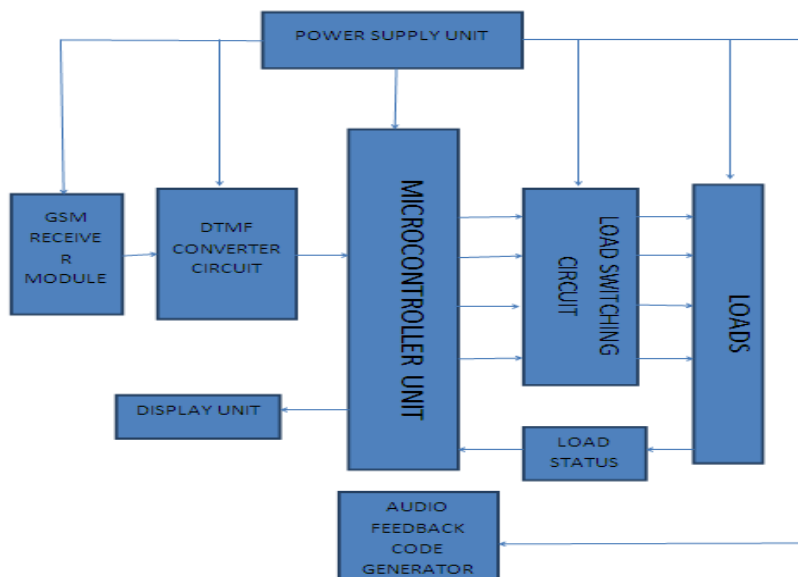 POWER SUPPLY UNIT
GSM
RECEIVE
R
MODULE
DTMF
CONVERTER
CIRCUIT
MICROCONTROLLER UNIT
LOAD SWITCHING
CIRCUIT
LOADS
DISPLAY UNIT
LOAD
STATUS
AUDIO
FEEDBACK
CODE
GENERATOR